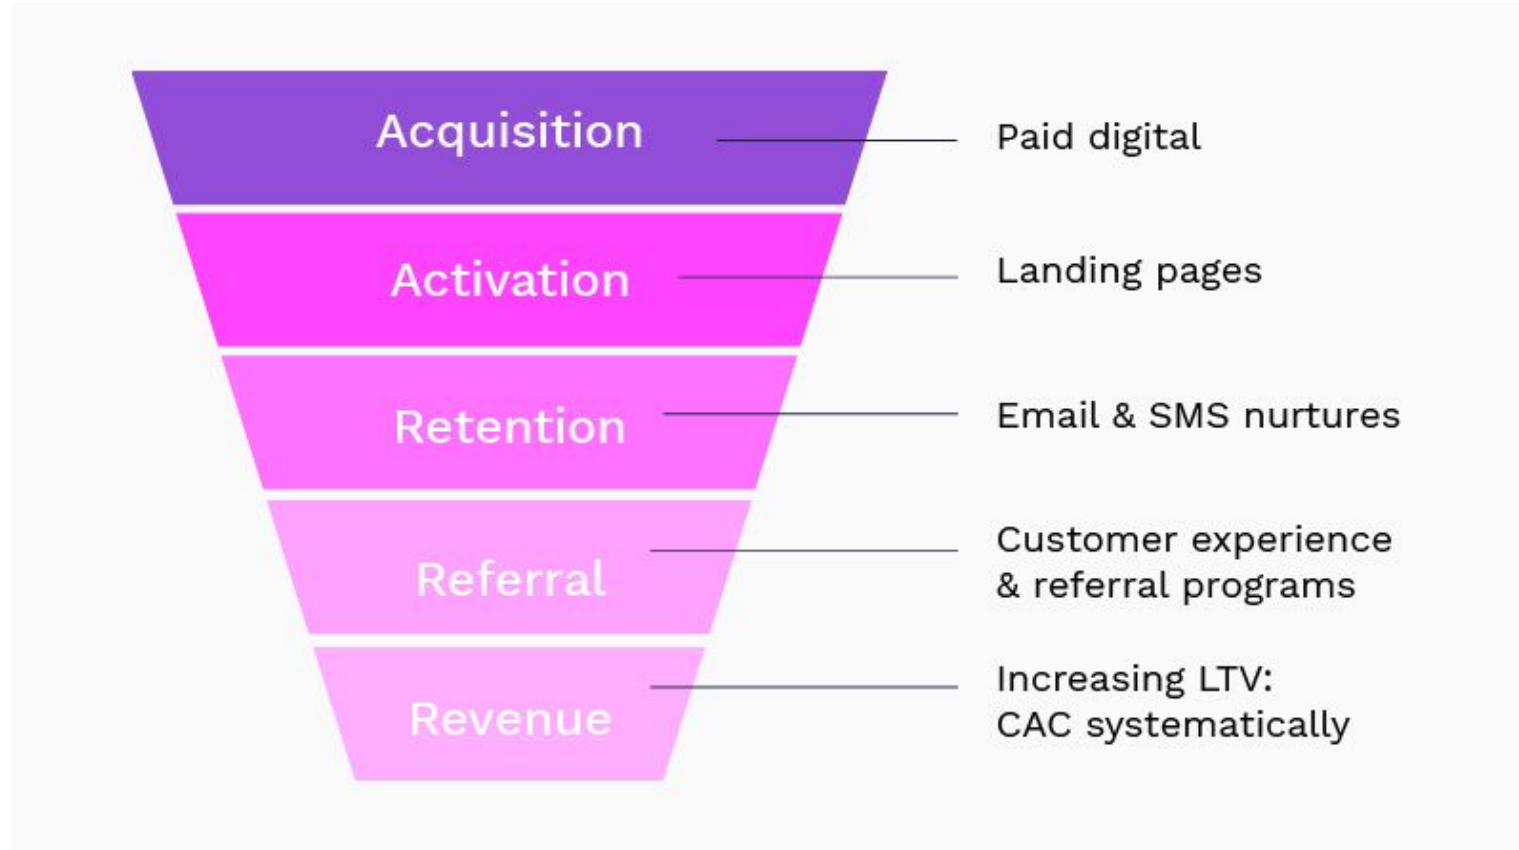 Acquisition
Paid digital
Activation
Landing pages
Retention
Email & SMS nurtures
Referral
Customer experience
& referral programs
Revenue
Increasing LTV:
CAC systematically